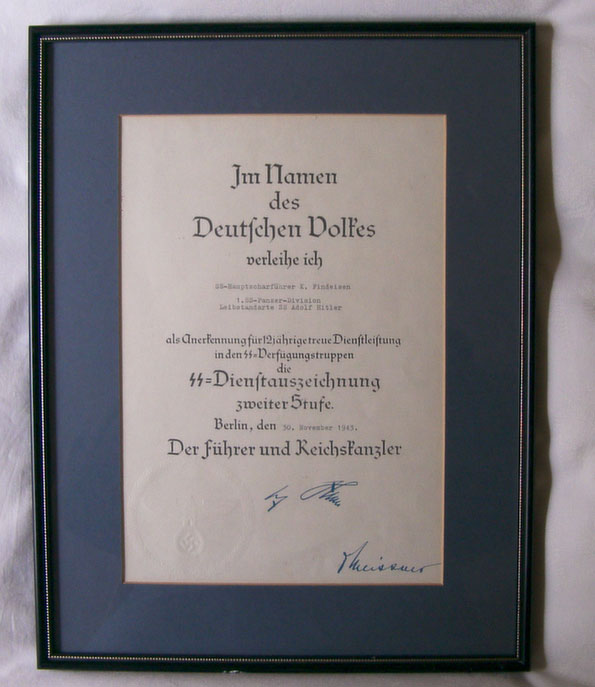 Im Namen
des
Deutschen Volkes
verleihe ich
SS-Hauptscharführer K. Findeisen
1.SS-Panzer-Division
Leibstandarte SS Adolf Hitler
als Anerkennung für 12jährige treue Dienstleistung
in den SS=Verfügungstruppen
die
SS=Dienstauszeichnung
zweiter Stufe.
Berlin, den 30. November 1943.
Der Führer und Reichskanzler
Meissner